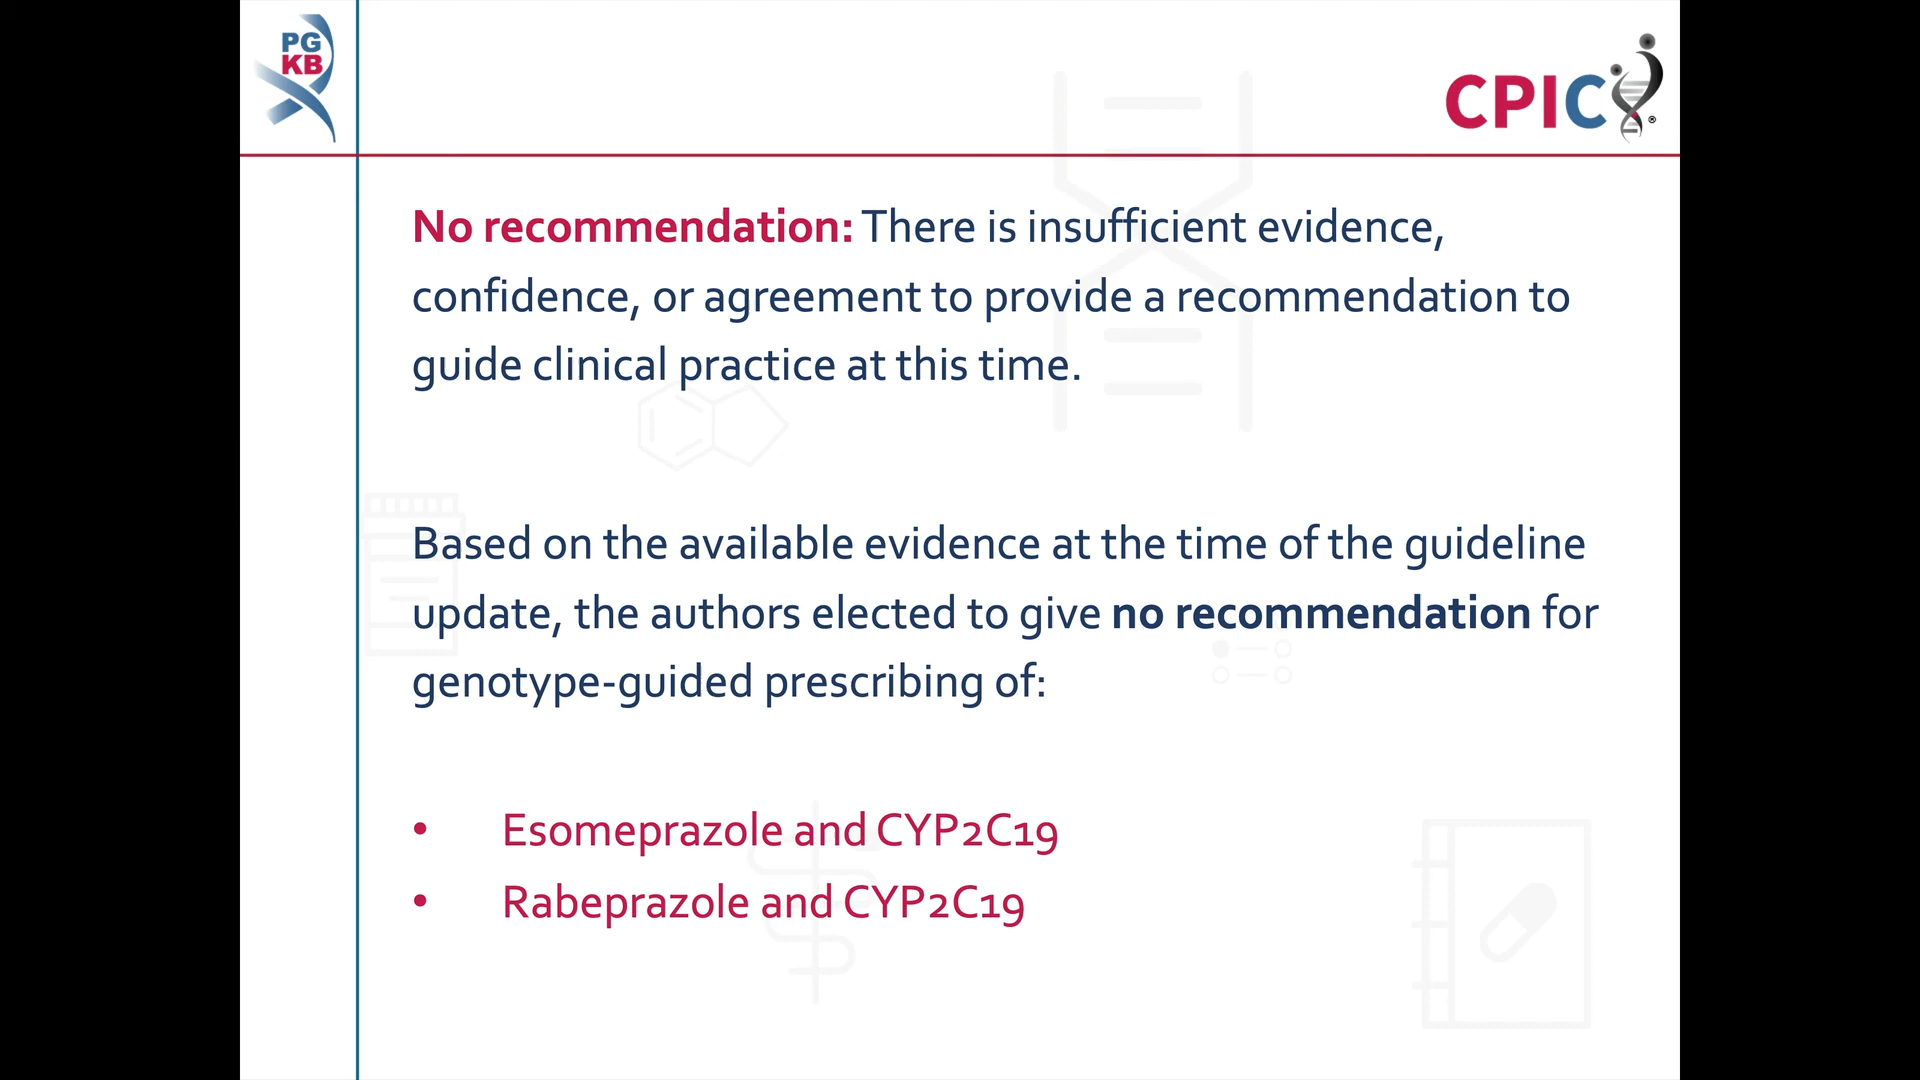 PG
KB
CPIC®
No recommendation: There is insufficient evidence,
confidence, or agreement to provide a recommendation to
guide clinical practice at this time.
Based on the available evidence at the time of the guideline
update, the authors elected to give no recommendation for
genotype-guided prescribing of:
• Esomeprazole and CYP2C19
• Rabeprazole and CYP2C19